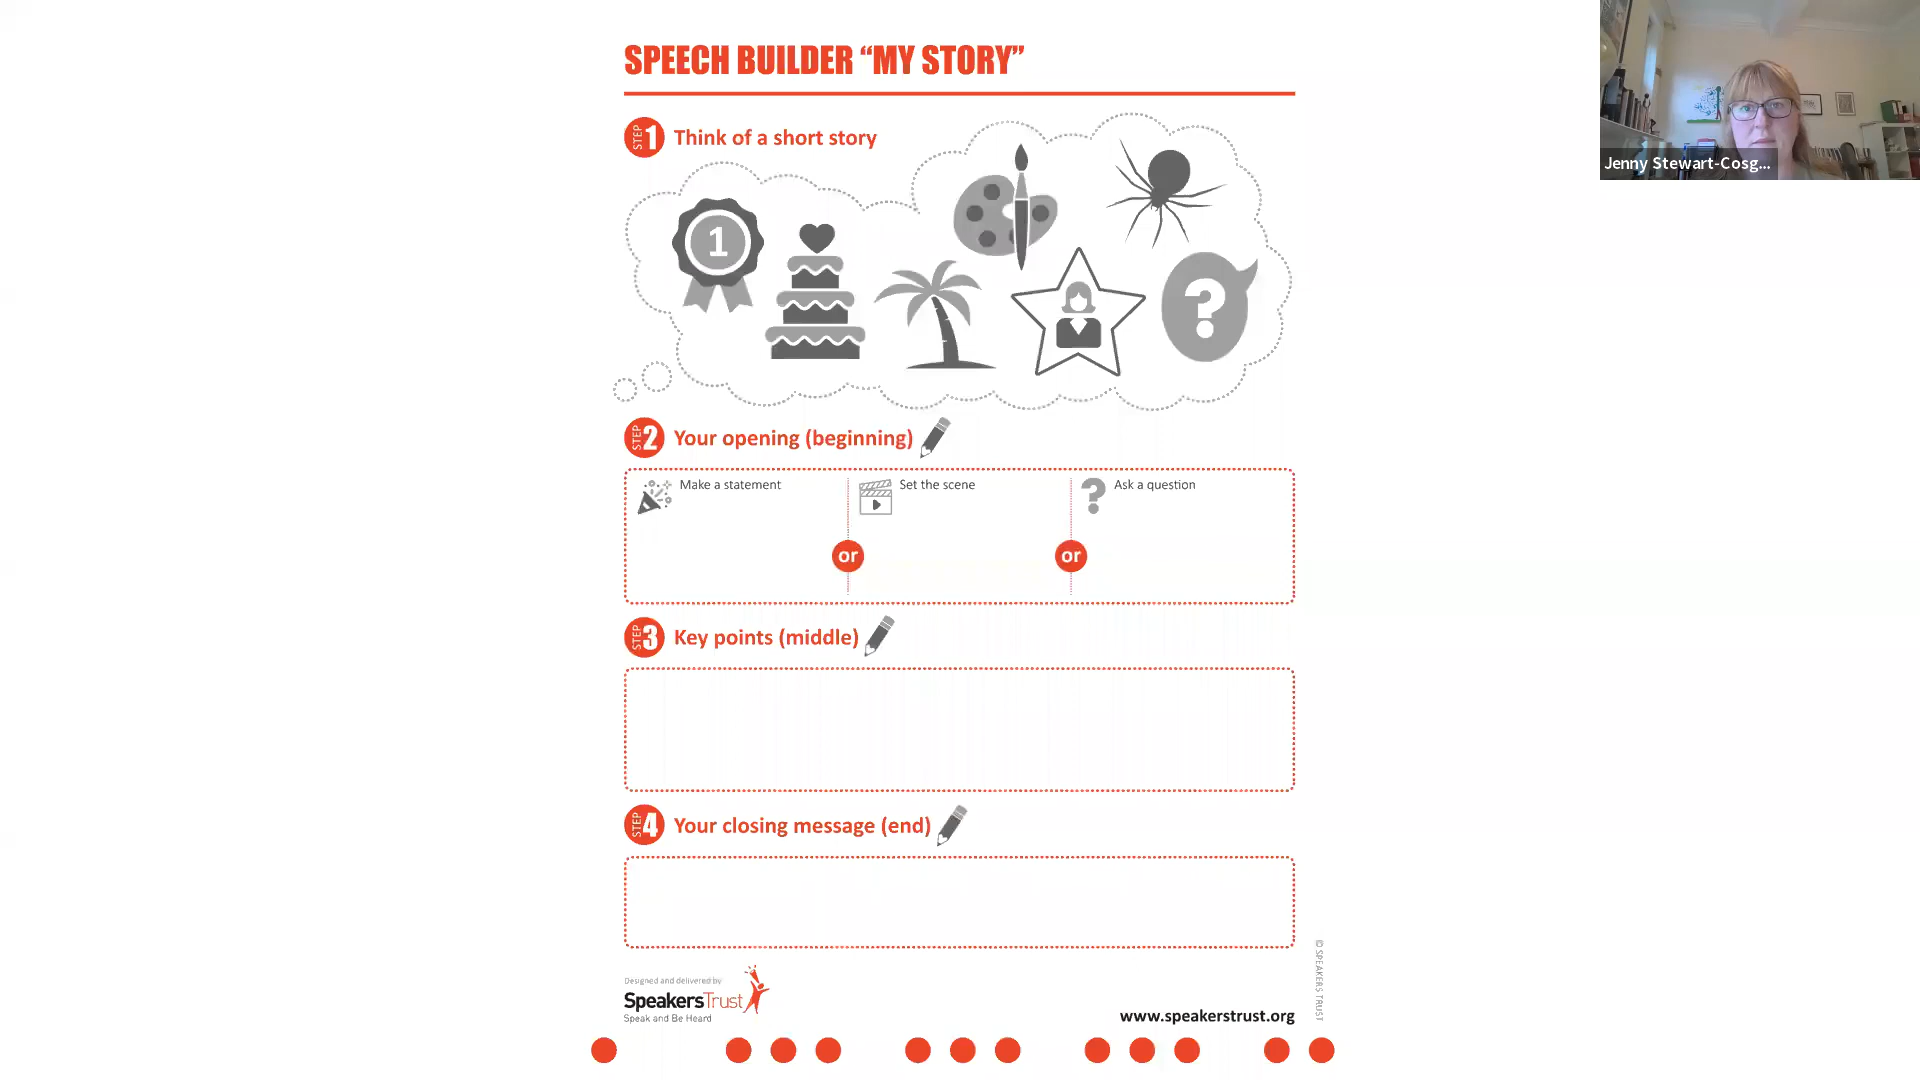 SPEECH BUILDER “MY STORY”
STEP 1 Think of a short story
1
?
STEP 2 Your opening (beginning)
Make a statement
Set the scene
? Ask a question
or
or
STEP 3 Key points (middle)
STEP 4 Your closing message (end)
Designed and delivered by
SpeakersTrust
Speak and Be Heard
www.speakerstrust.org
© SPEAKERS TRUST
Jenny Stewart-Cosg...